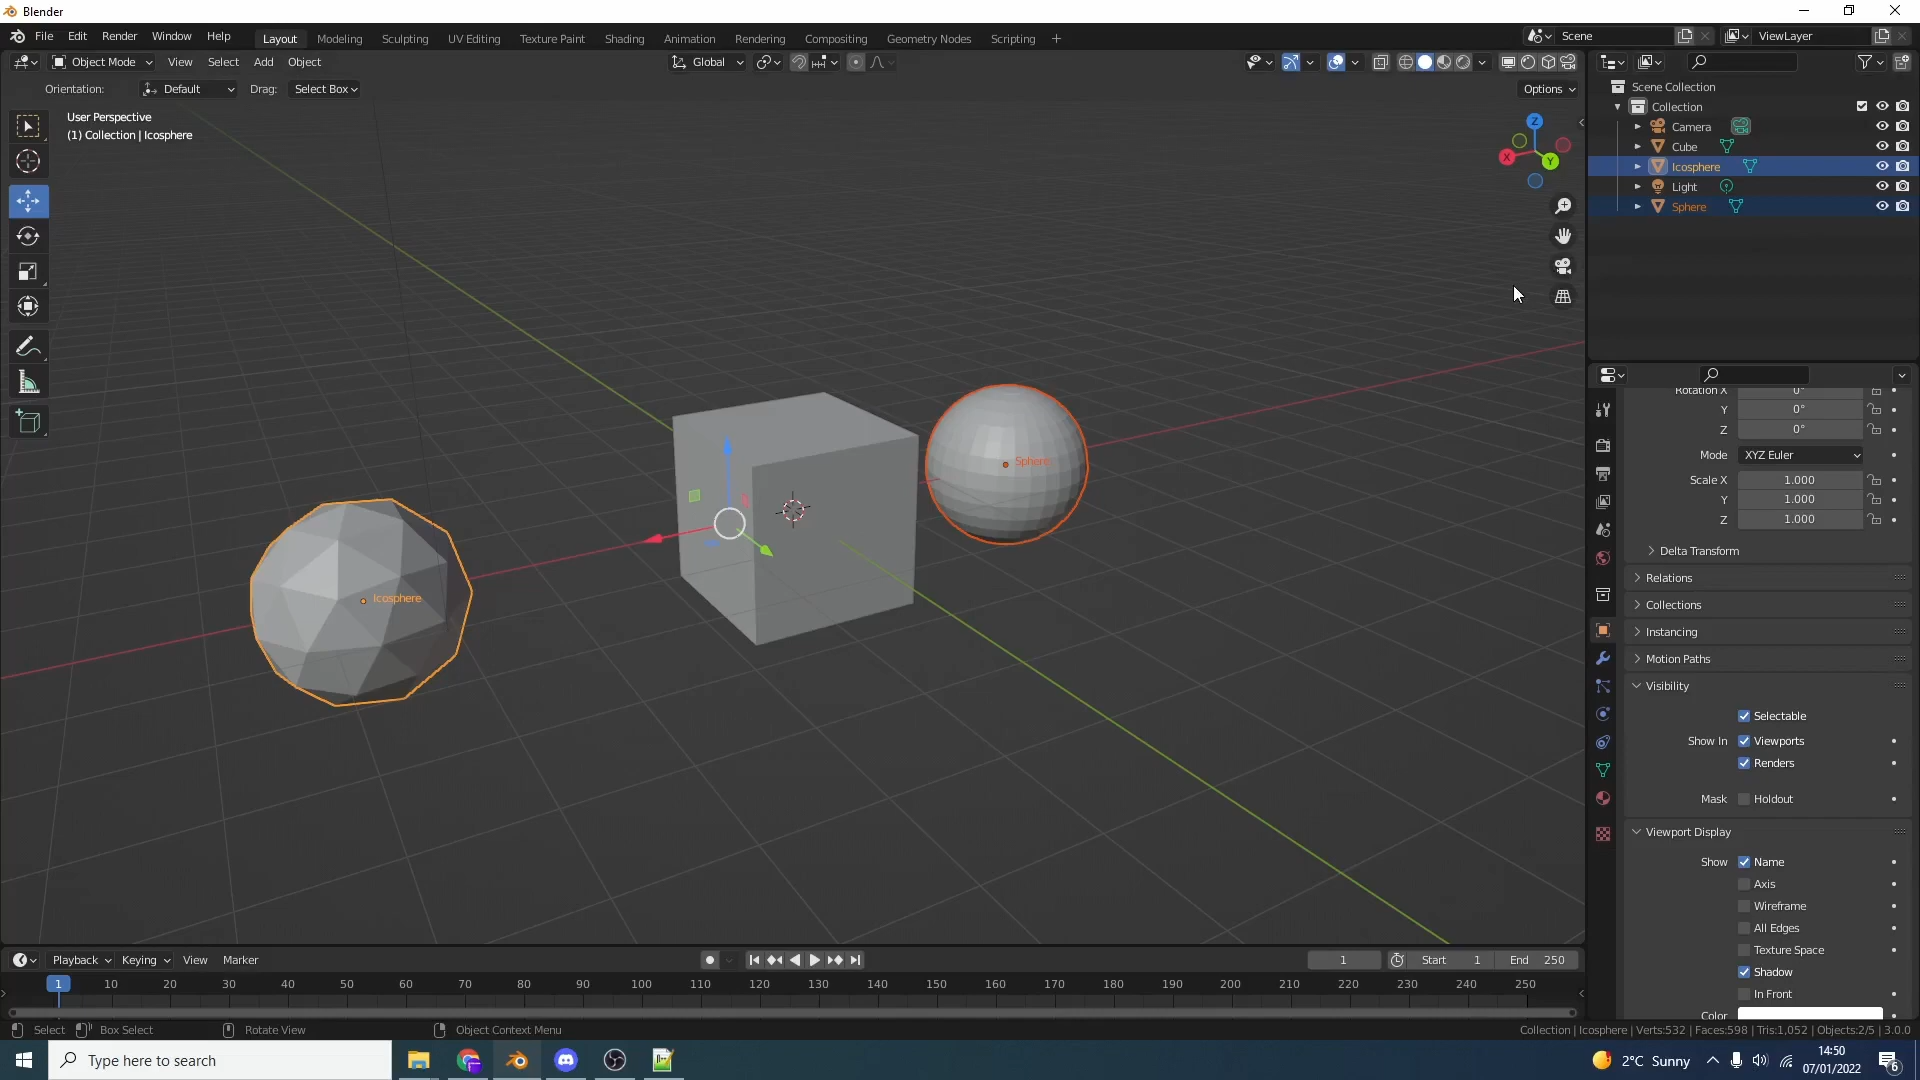 Blender
File Edit Render Window Help Layout Modeling Sculpting UV Editing Texture Paint Shading Animation Rendering Compositing Geometry Nodes Scripting + Scene ViewLayer
Object Mode View Select Add Object Global
Orientation: Default Drag: Select Box Options
User Perspective
(1) Collection | Icosphere
Z
X
Y
Icosphere
Sphere
Scene Collection
Collection
Camera
Cube
Icosphere
Light
Sphere
Rotation X 0°
Y 0°
Z 0°
Mode XYZ Euler
Scale X 1.000
Y 1.000
Z 1.000
Delta Transform
Relations
Collections
Instancing
Motion Paths
Visibility
Selectable
Show In Viewports
Renders
Mask Holdout
Viewport Display
Show Name
Axis
Wireframe
All Edges
Texture Space
Shadow
In Front
Color
Playback Keying View Marker 1 Start 1 End 250
1 10 20 30 40 50 60 70 80 90 100 110 120 130 140 150 160 170 180 190 200 210 220 230 240 250
Select Box Select Rotate View Object Context Menu Collection | Icosphere | Verts:532 | Faces:598 | Tris:1,052 | Objects:2/5 | 3.0.0
Type here to search 2°C Sunny 14:50
07/01/2022
6